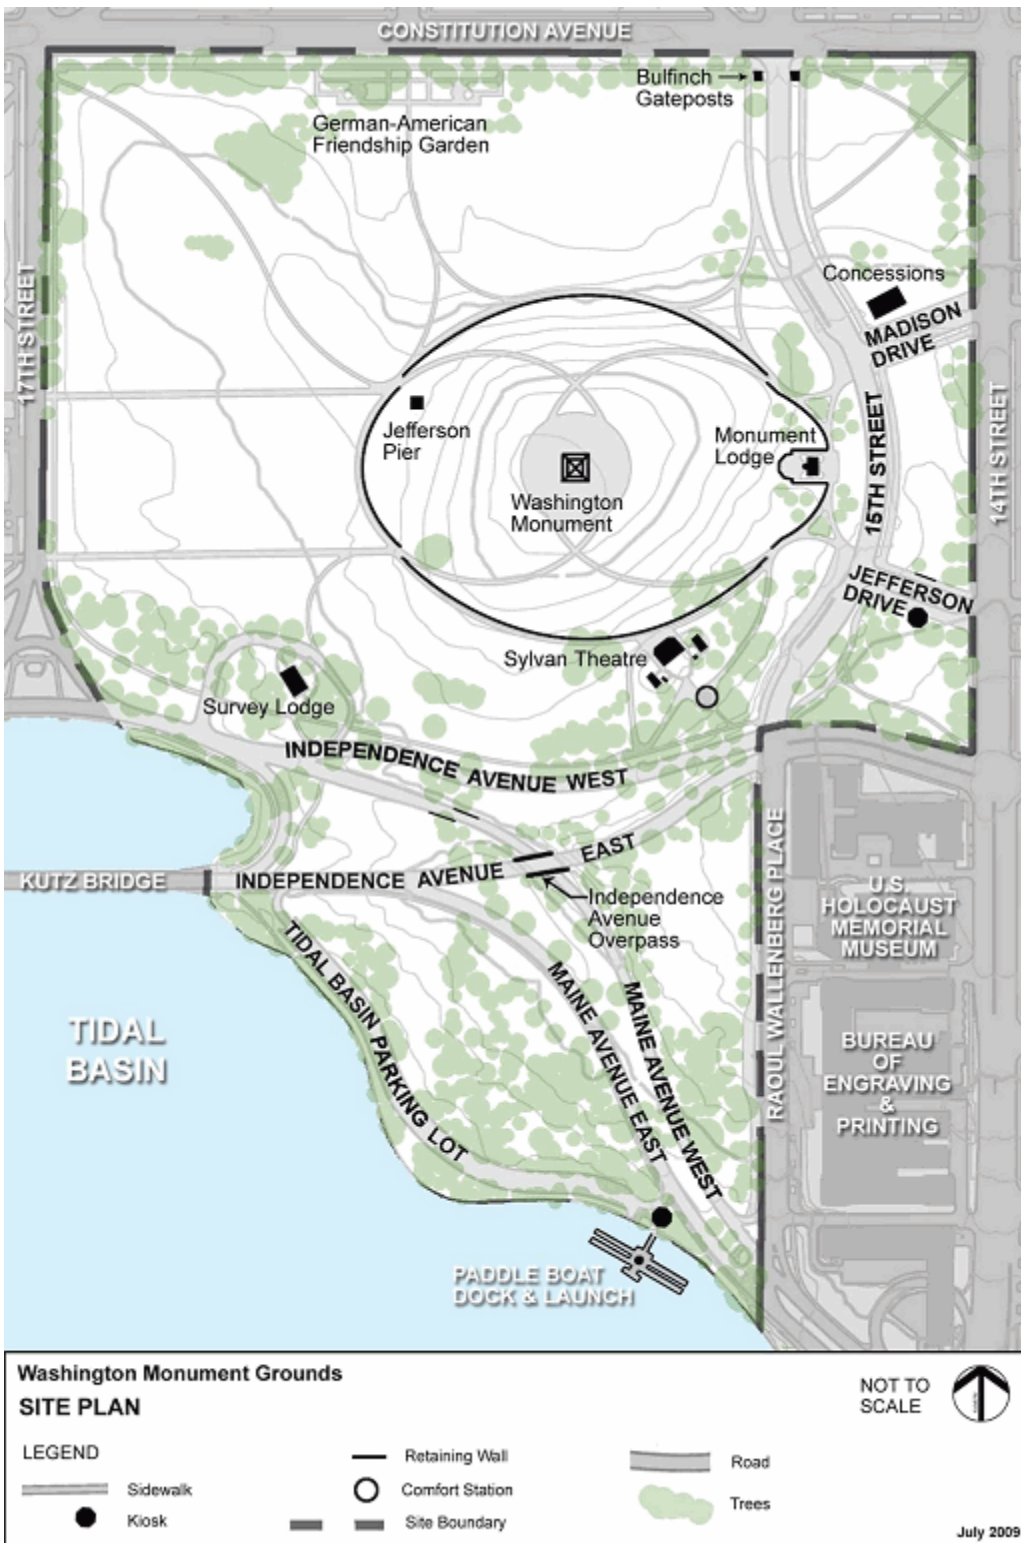 CONSTITUTION AVENUE
Bulfinch
Gateposts
German-American
Friendship Garden
17TH STREET
Concessions
MADISON
DRIVE
14TH STREET
15TH STREET
Jefferson
Pier
Monument
Lodge
Washington
Monument
JEFFERSON
DRIVE
Sylvan Theatre
Survey Lodge
INDEPENDENCE AVENUE WEST
KUTZ BRIDGE
INDEPENDENCE AVENUE EAST
Independence
Avenue
Overpass
RAOUL WALLENBERG PLACE
U.S.
HOLOCAUST
MEMORIAL
MUSEUM
TIDAL BASIN PARKING LOT
MAINE AVENUE EAST
MAINE AVENUE WEST
TIDAL
BASIN
BUREAU
OF
ENGRAVING
&
PRINTING
PADDLE BOAT
DOCK & LAUNCH
Washington Monument Grounds
SITE PLAN
NOT TO
SCALE
LEGEND
Sidewalk
Kiosk
Retaining Wall
Comfort Station
Site Boundary
Road
Trees
July 2009